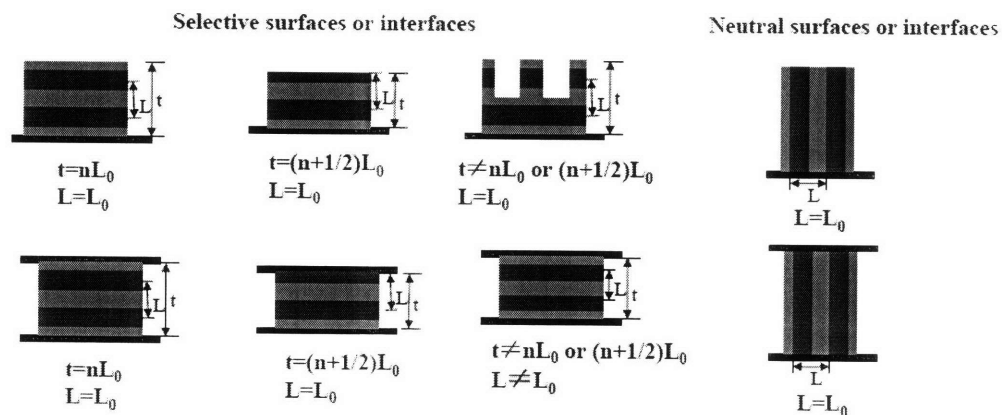 Selective surfaces or interfaces
Neutral surfaces or interfaces
L
t
t=nL₀
L=L₀
L
t
t=(n+1/2)L₀
L=L₀
L
t
t≠nL₀ or (n+1/2)L₀
L=L₀
L
L=L₀
L
t
t=nL₀
L=L₀
L
t
t=(n+1/2)L₀
L=L₀
L
t
t≠nL₀ or (n+1/2)L₀
L≠L₀
L
L=L₀